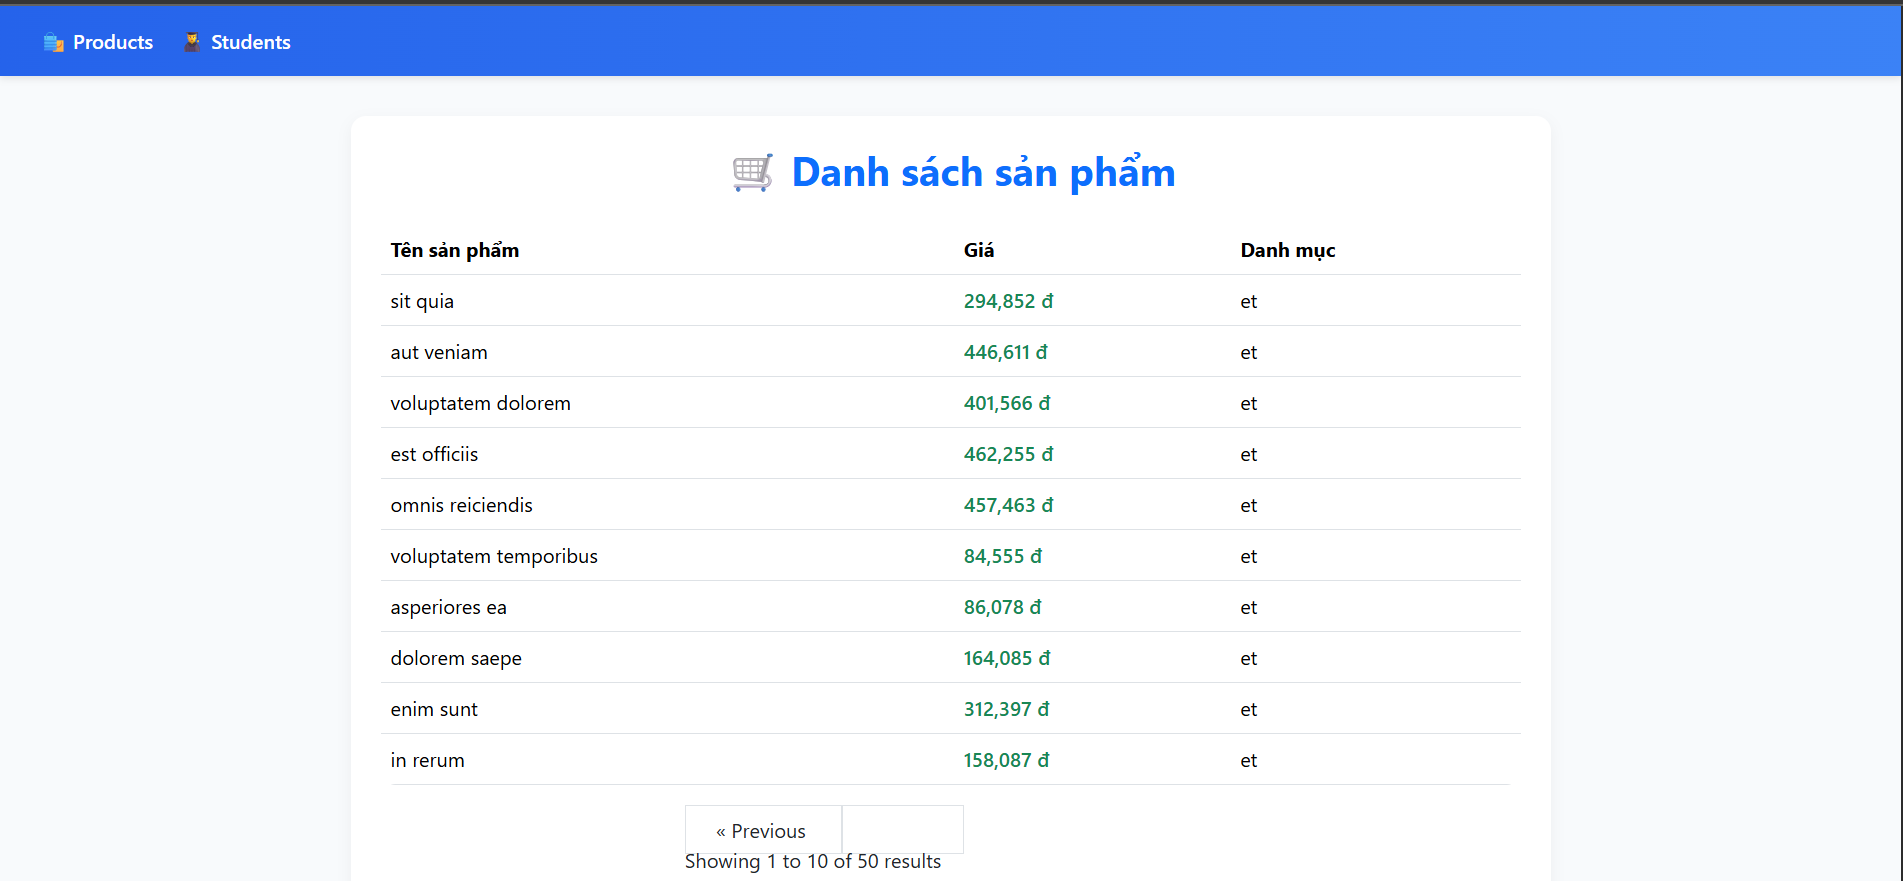 Products Students
Danh sách sản phẩm
Tên sản phẩm Giá Danh mục
sit quia 294,852 đ et
aut veniam 446,611 đ et
voluptatem dolorem 401,566 đ et
est officiis 462,255 đ et
omnis reiciendis 457,463 đ et
voluptatem temporibus 84,555 đ et
asperiores ea 86,078 đ et
dolorem saepe 164,085 đ et
enim sunt 312,397 đ et
in rerum 158,087 đ et
« Previous
Showing 1 to 10 of 50 results